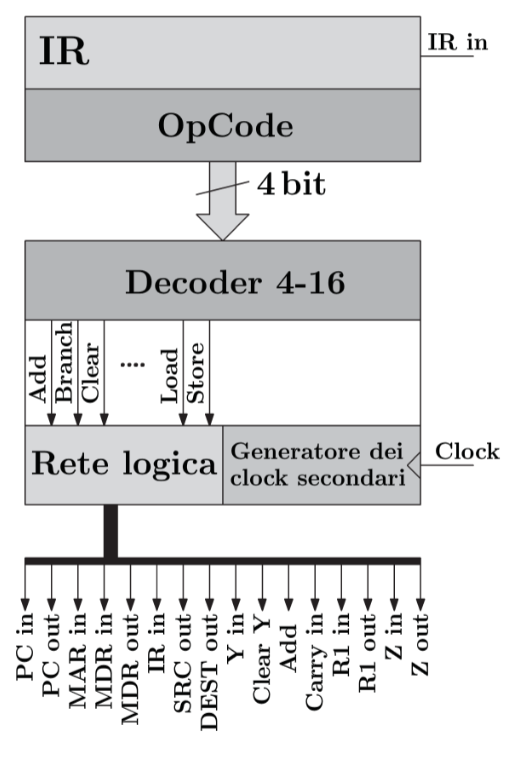 IR
IR in
OpCode
4 bit
Decoder 4-16
Add
Branch
Clear
....
Load
Store
Rete logica
Generatore dei
clock secondari
Clock
PC in
PC out
MAR in
MDR in
MDR out
IR in
SRC out
DEST out
Y in
Clear Y
Add
Carry in
R1 in
R1 out
Z in
Z out